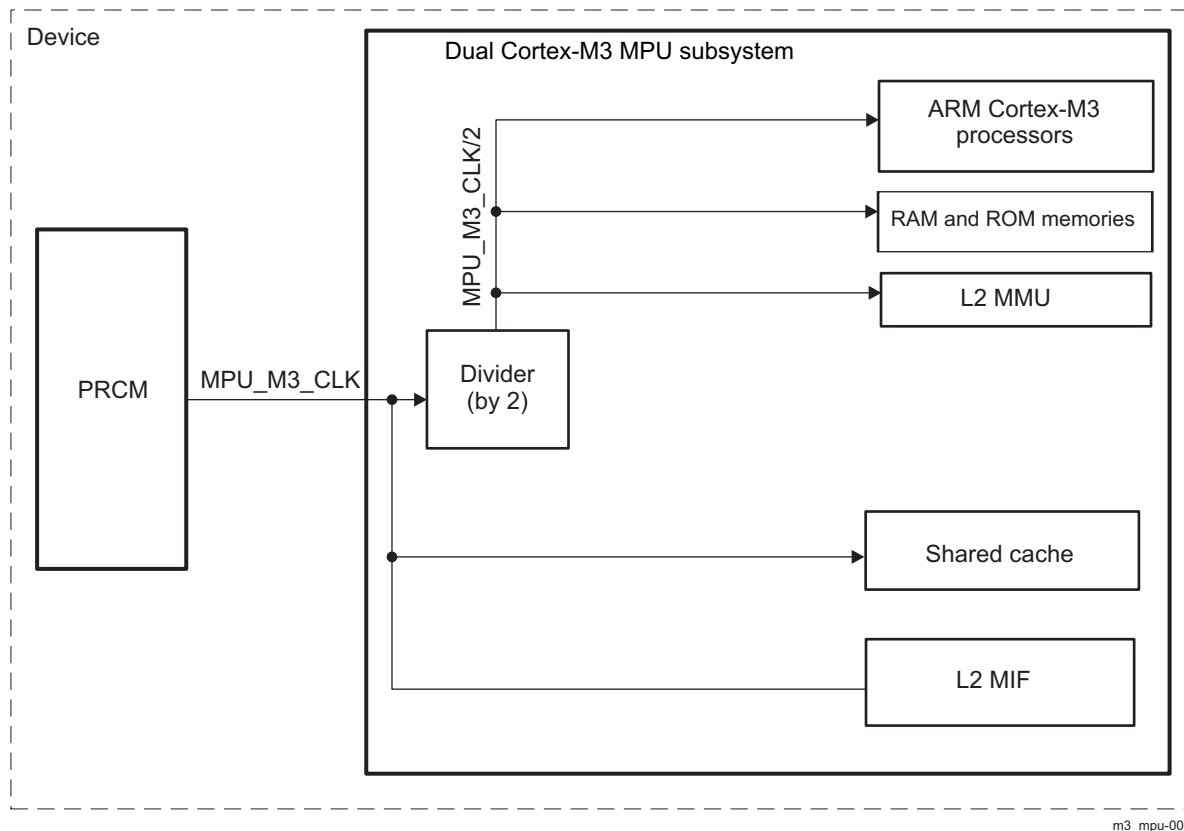 Device
Dual Cortex-M3 MPU subsystem
ARM Cortex-M3
processors
MPU_M3_CLK/2
RAM and ROM memories
L2 MMU
PRCM
MPU_M3_CLK
Divider
(by 2)
Shared cache
L2 MIF
m3_mpu-00